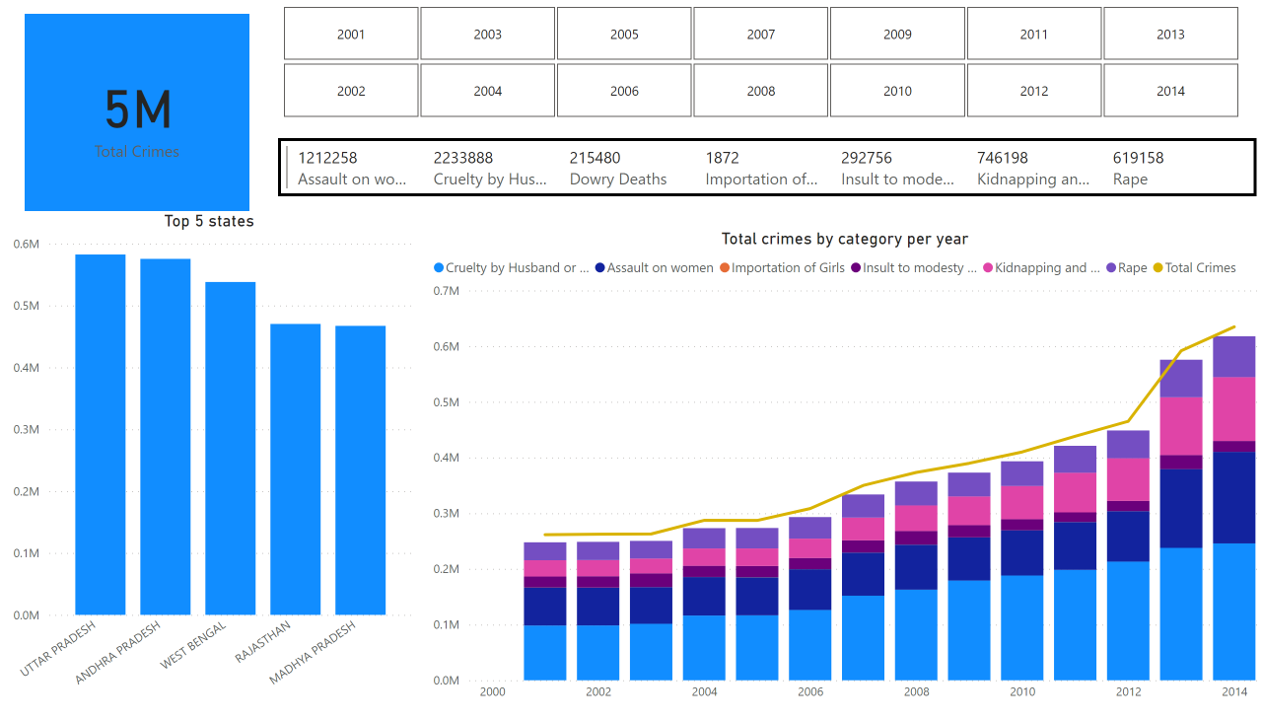 5M
Total Crimes
2001 2003 2005 2007 2009 2011 2013
2002 2004 2006 2008 2010 2012 2014
1212258 2233888 215480 1872 292756 746198 619158
Assault on wo... Cruelty by Hus... Dowry Deaths Importation of... Insult to mode... Kidnapping an... Rape
Top 5 states
0.6M
0.5M
0.4M
0.3M
0.2M
0.1M
0.0M
UTTAR PRADESH ANDHRA PRADESH WEST BENGAL RAJASTHAN MADHYA PRADESH
Total crimes by category per year
Cruelty by Husband or ... Assault on women Importation of Girls Insult to modesty ... Kidnapping and ... Rape Total Crimes
0.7M
0.6M
0.5M
0.4M
0.3M
0.2M
0.1M
0.0M
2000 2002 2004 2006 2008 2010 2012 2014